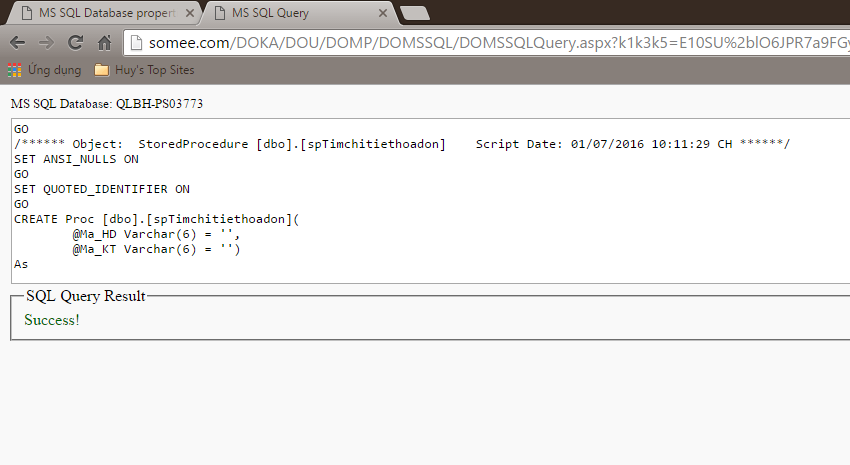 MS SQL Database propert
MS SQL Query
somee.com/DOKA/DOU/DOMP/DOMSSQL/DOMSSQLQuery.aspx?k1k3k5=E10SU%2blO6JPR7a9FGy
Ứng dụng
Huy's Top Sites
MS SQL Database: QLBH-PS03773
GO
/****** Object:  StoredProcedure [dbo].[spTimchitiethoadon]    Script Date: 01/07/2016 10:11:29 CH ******/
SET ANSI_NULLS ON
GO
SET QUOTED_IDENTIFIER ON
GO
CREATE Proc [dbo].[spTimchitiethoadon](
        @Ma_HD Varchar(6) = '',
        @Ma_KT Varchar(6) = '')
As
SQL Query Result
Success!